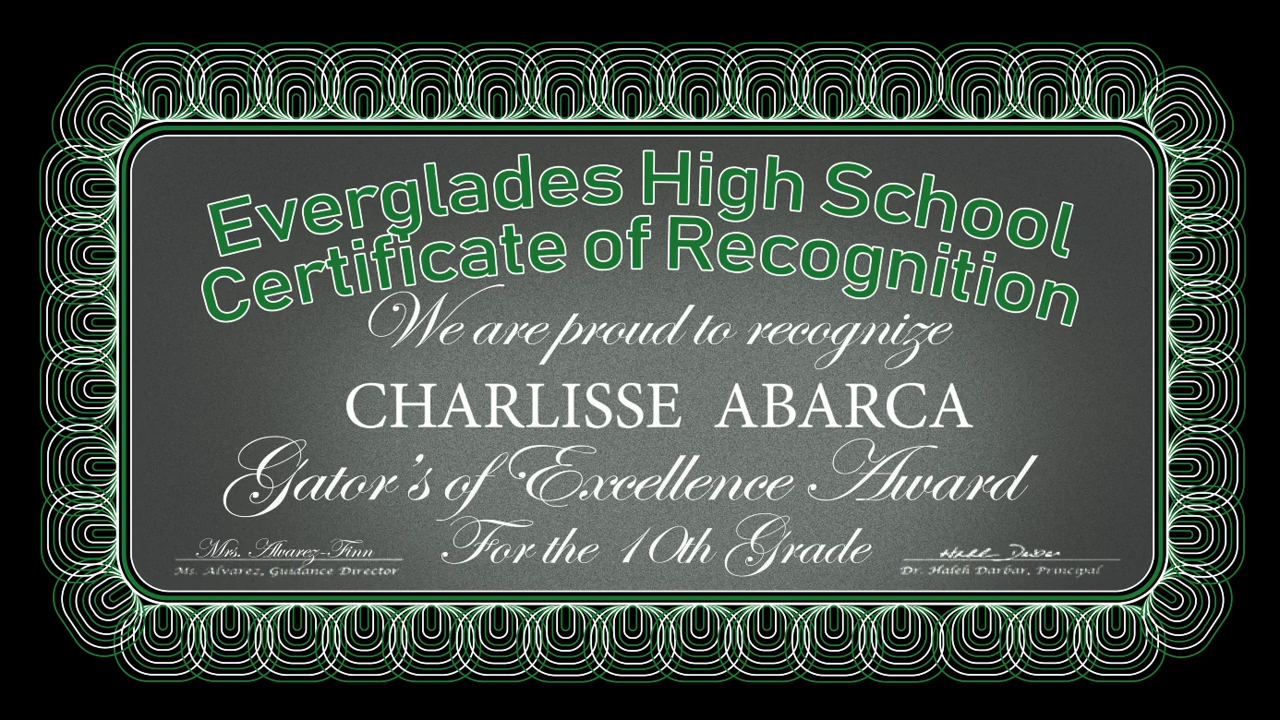 Everglades High School
Certificate of Recognition
We are proud to recognize
CHARLISSE ABARCA
Gator's of Excellence Award
For the 10th Grade
Mrs. Alvarez-Finn
Ms. Alvarez, Guidance Director
Dr. Haleh Darbar, Principal